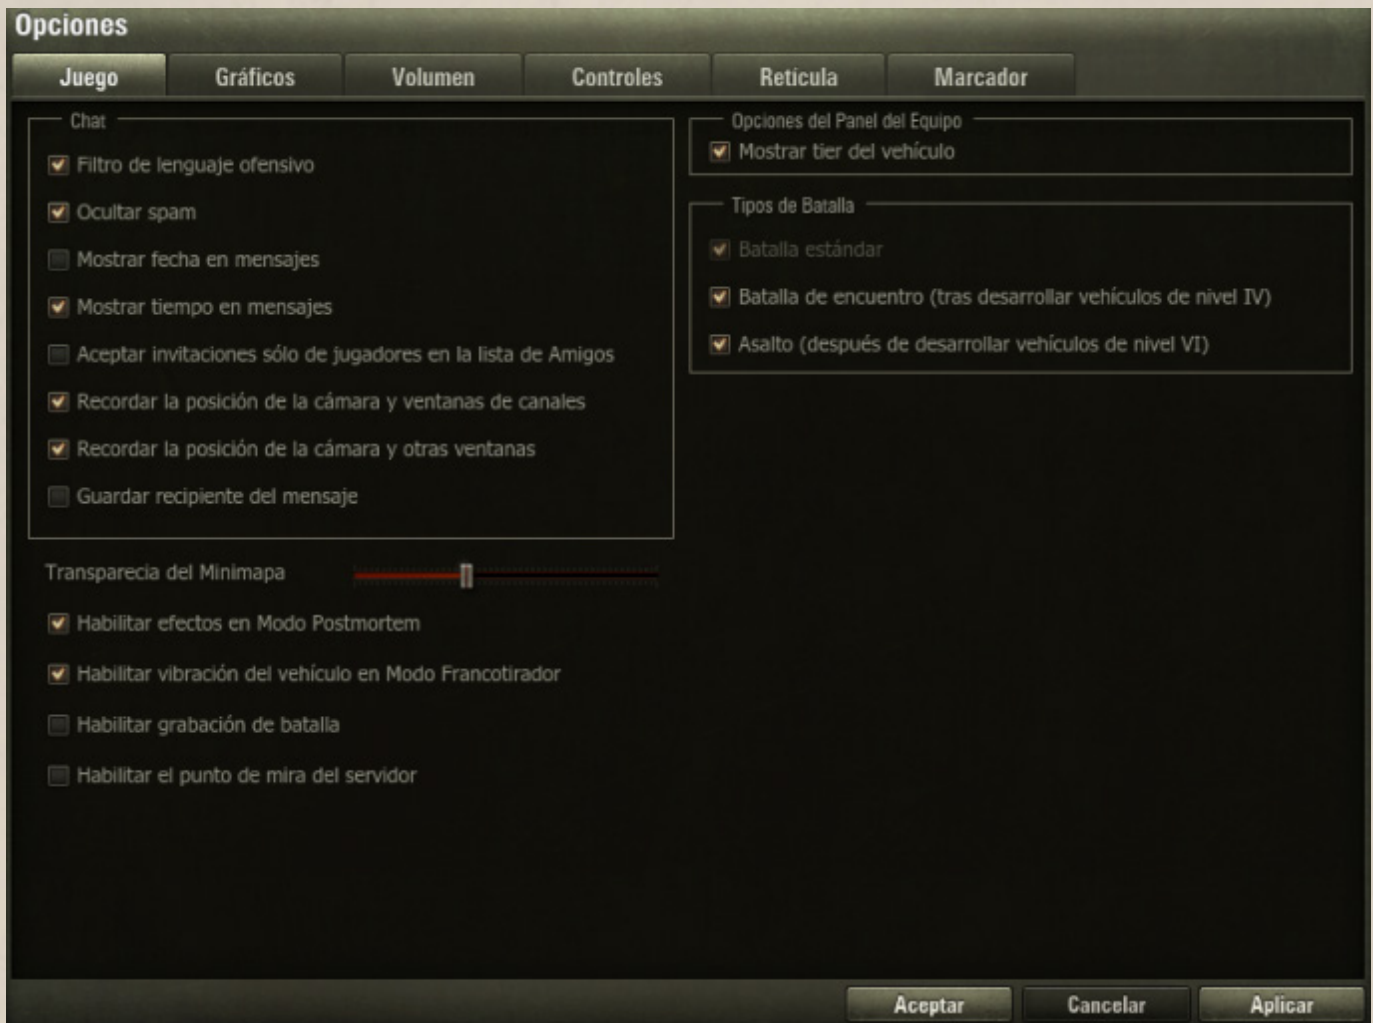 Opciones
Juego
Gráficos
Volumen
Controles
Retícula
Marcador
Chat
Filtro de lenguaje ofensivo
Ocultar spam
Mostrar fecha en mensajes
Mostrar tiempo en mensajes
Aceptar invitaciones sólo de jugadores en la lista de Amigos
Recordar la posición de la cámara y ventanas de canales
Recordar la posición de la cámara y otras ventanas
Guardar recipiente del mensaje
Transparecia del Minimapa
Habilitar efectos en Modo Postmortem
Habilitar vibración del vehículo en Modo Francotirador
Habilitar grabación de batalla
Habilitar el punto de mira del servidor
Opciones del Panel del Equipo
Mostrar tier del vehículo
Tipos de Batalla
Batalla estándar
Batalla de encuentro (tras desarrollar vehículos de nivel IV)
Asalto (después de desarrollar vehículos de nivel VI)
Aceptar
Cancelar
Aplicar